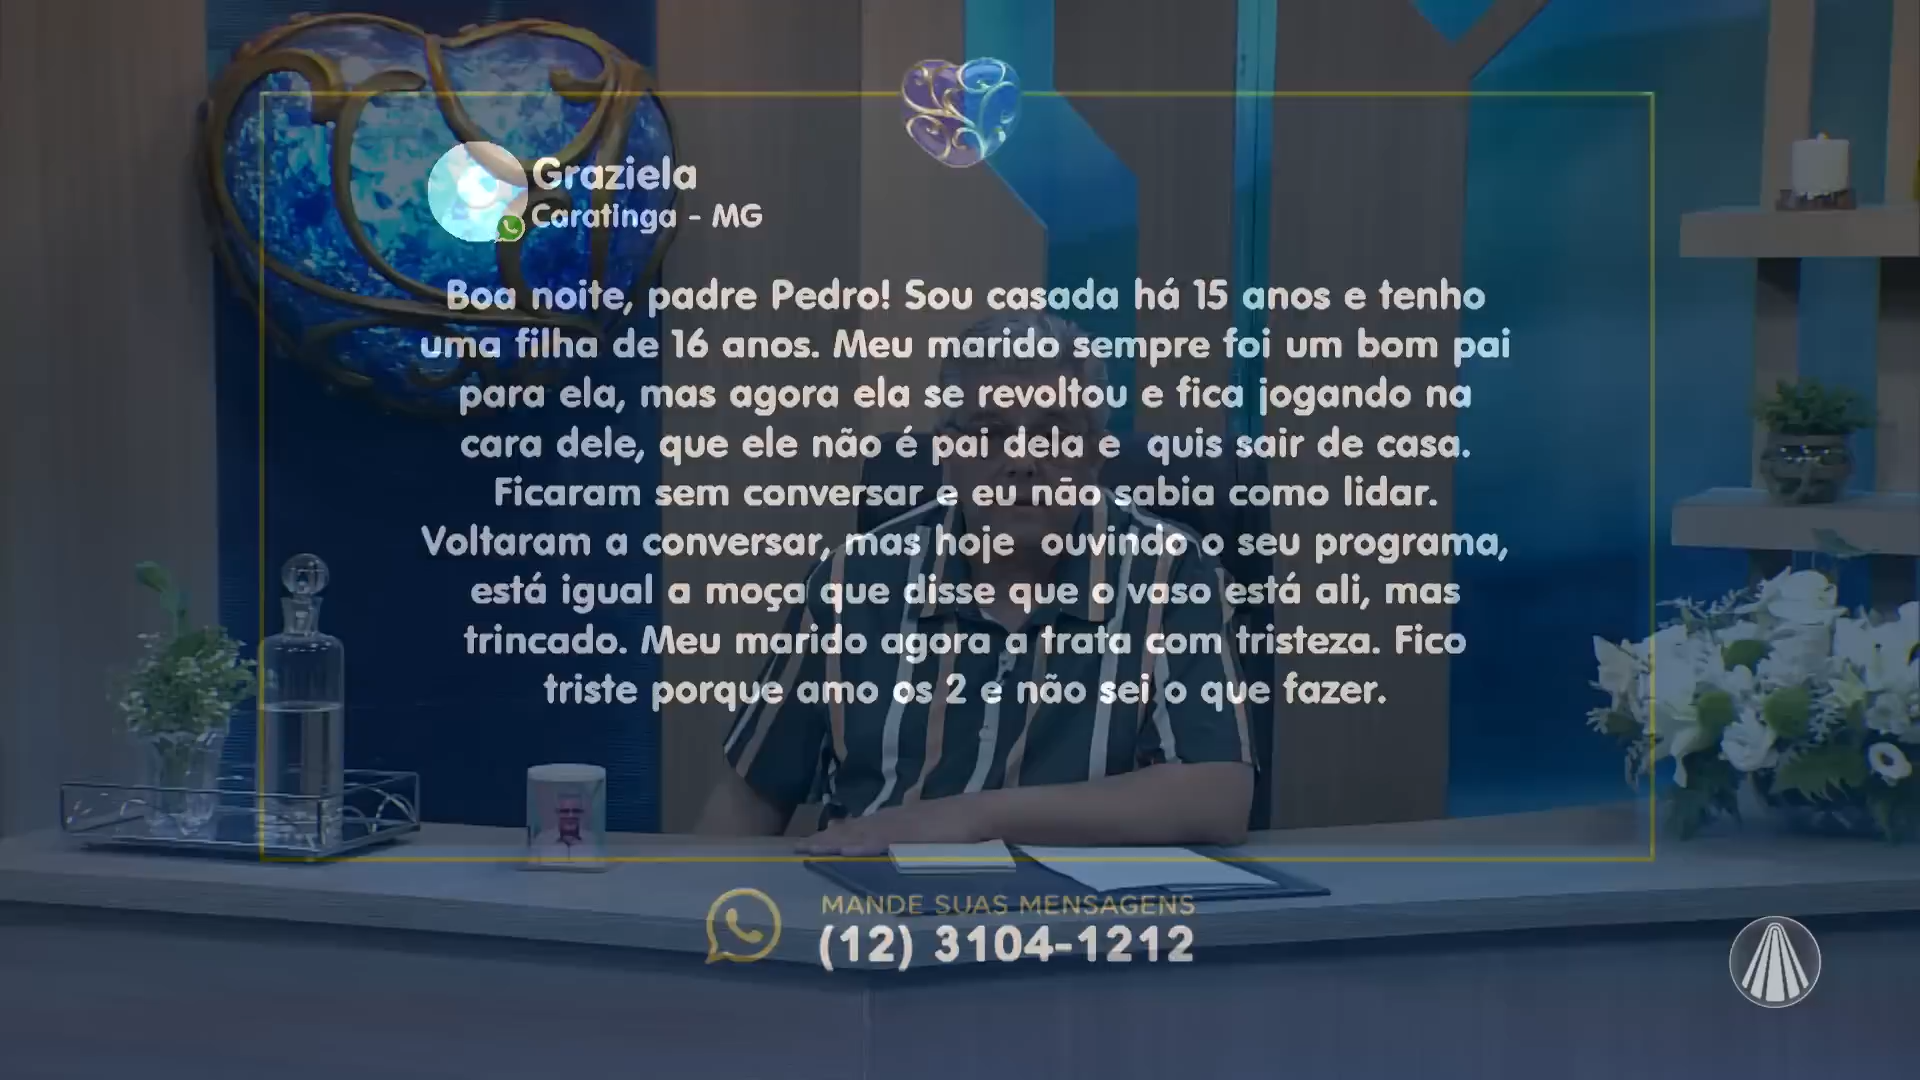 Graziela
Caratinga - MG
Boa noite, padre Pedro! Sou casada há 15 anos e tenho
uma filha de 16 anos. Meu marido sempre foi um bom pai
para ela, mas agora ela se revoltou e fica jogando na
cara dele, que ele não é pai dela e quis sair de casa.
Ficaram sem conversar e eu não sabia como lidar.
Voltaram a conversar, mas hoje ouvindo o seu programa,
está igual a moça que disse que o vaso está ali, mas
trincado. Meu marido agora a trata com tristeza. Fico
triste porque amo os 2 e não sei o que fazer.
MANDE SUAS MENSAGENS
(12) 3104-1212